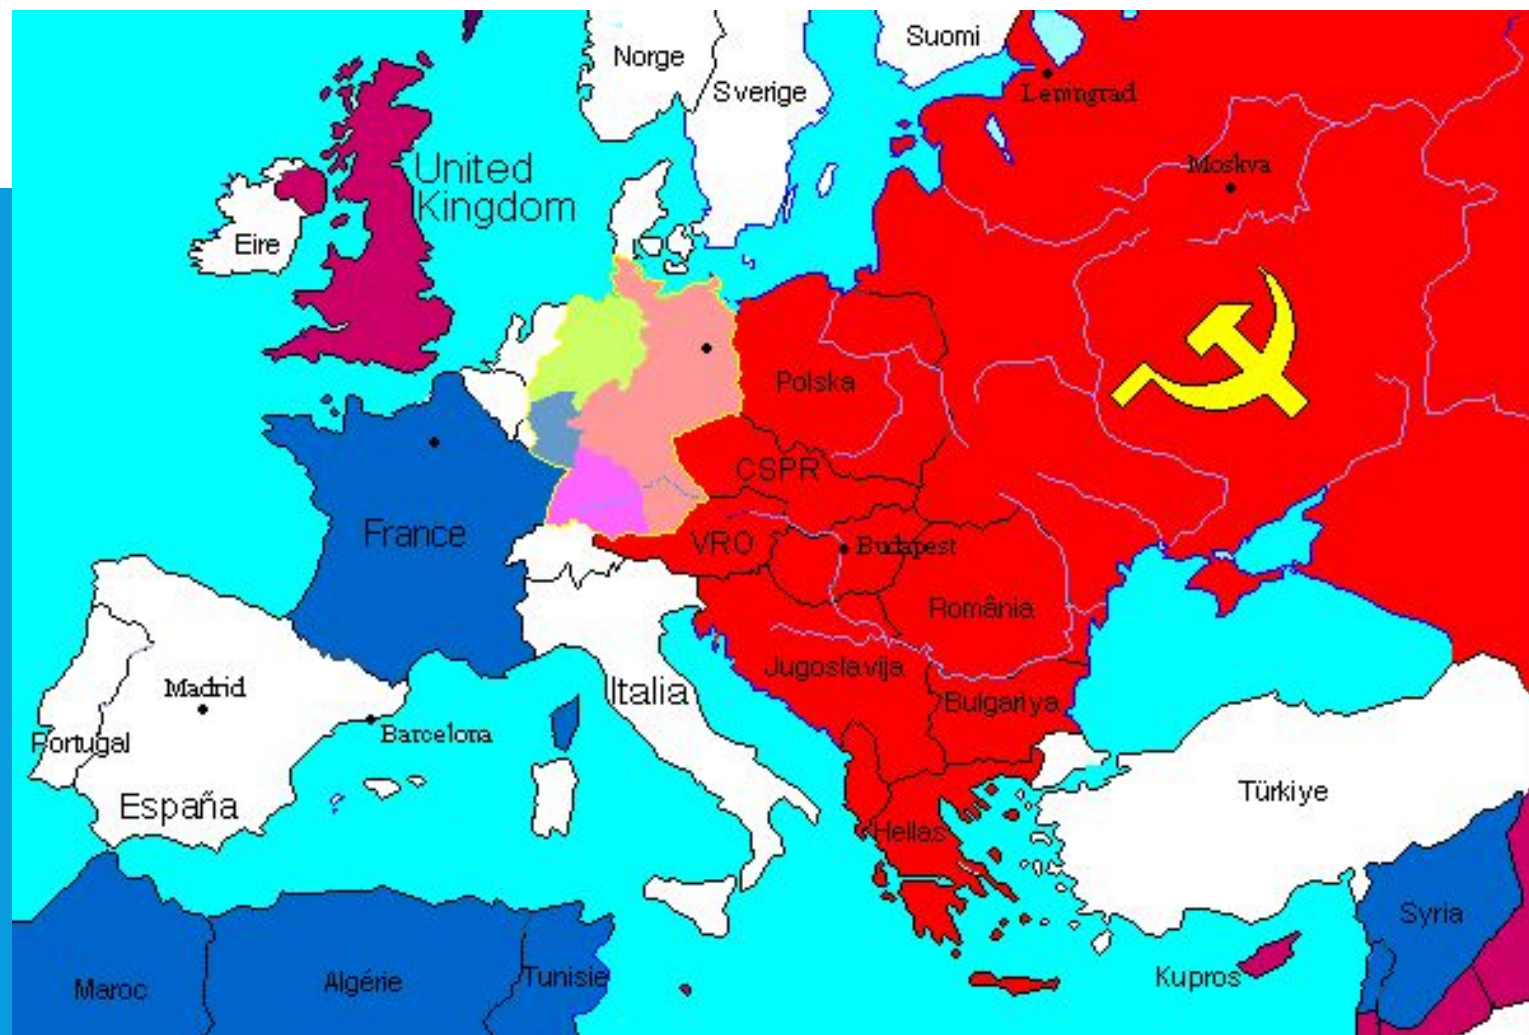 Suomi
Norge
Sverige
Leningrad
Moskva
United
Kingdom
Eire
Polska
CSPR
France
VRO
Budapest
România
Jugoslavija
Madrid
Italia
Bulgariya
Barcelona
Portugal
España
Türkiye
Hellas
Syria
Kupros
Maroc
Algérie
Tunisie